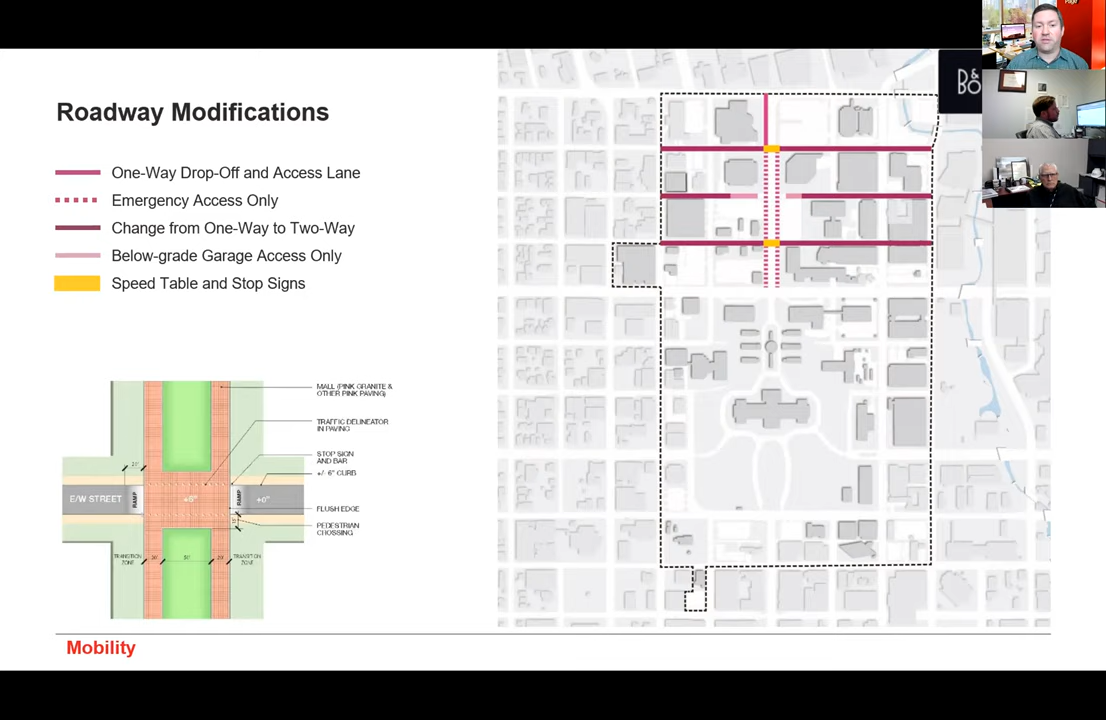 Page
B&
BO
Roadway Modifications
One-Way Drop-Off and Access Lane
Emergency Access Only
Change from One-Way to Two-Way
Below-grade Garage Access Only
Speed Table and Stop Signs
MALL (PINK GRANITE &
OTHER PINK PAVING)
TRAFFIC DELINEATOR
IN PAVING
STOP SIGN
AND BAR
+/- 6" CURB
E/W STREET
RAMP
+6"
RAMP
+0"
FLUSH EDGE
PEDESTRIAN
CROSSING
TRANSITION
ZONE
TRANSITION
ZONE
Mobility